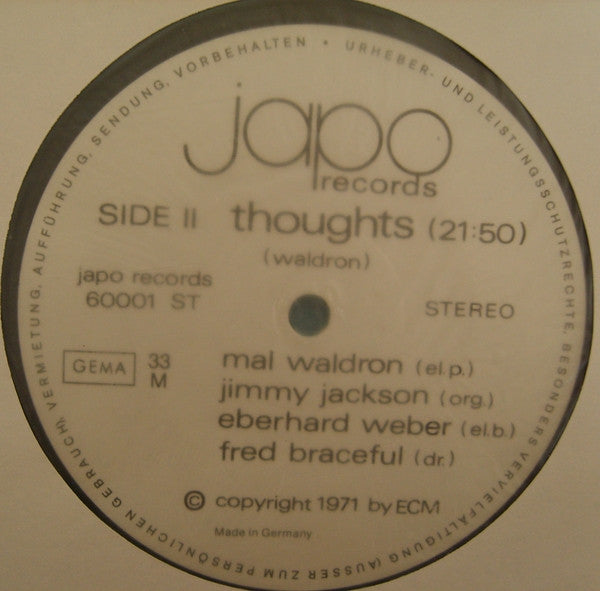 japo
records
SIDE II thoughts (21:50)
(waldron)
japo records
60001 ST
STEREO
GEMA
33
M
mal waldron (el.p.)
jimmy jackson (org.)
eberhard weber (el.b.)
fred braceful (dr.)
© copyright 1971 by ECM
Made in Germany
URHEBER- UND LEISTUNGSSCHUTZRECHTE, BESONDERS VERVIELFÄLTIGUNG (AUSSER ZUM PERSÖNLICHEN GEBRAUCH), VERMIETUNG, AUFFÜHRUNG, SENDUNG, VORBEHALTEN •